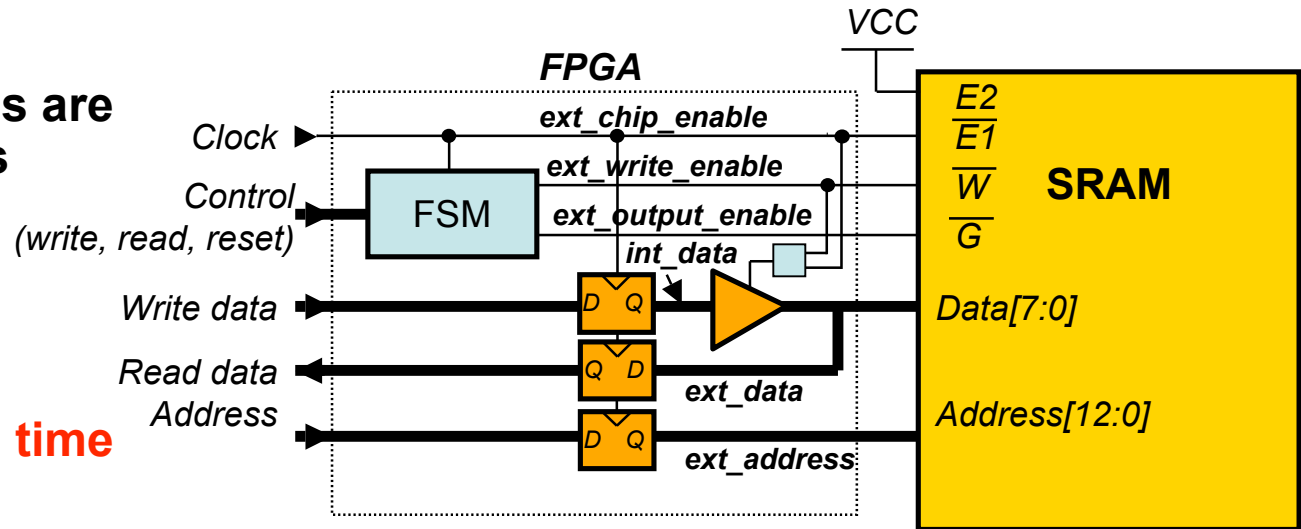 VCC
FPGA
s are
s
Clock
ext_chip_enable
E2
E1
Control
(write, read, reset)
FSM
ext_write_enable
W
SRAM
ext_output_enable
G
int_data
Write data
D Q
Data[7:0]
Read data
Q D
ext_data
Address
Address[12:0]
time
D Q
ext_address